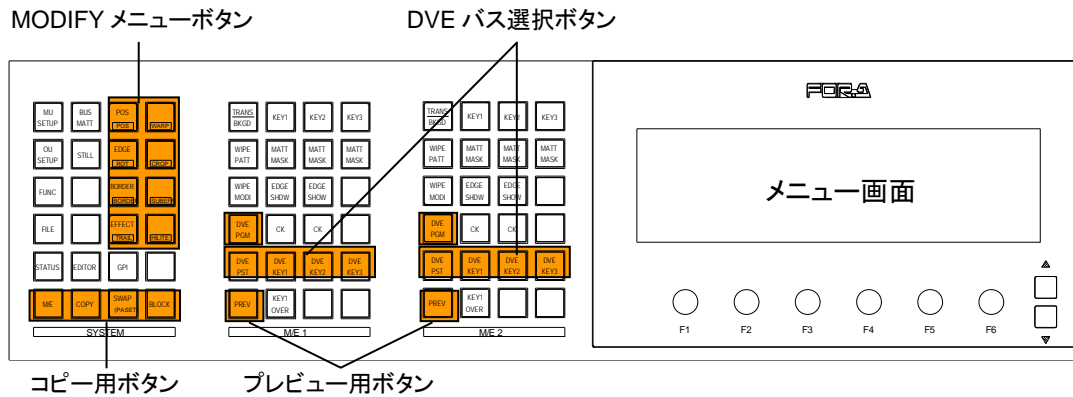 MODIFY メニューボタン
DVE バス選択ボタン
FOR.A
MU SETUP
BUS MATT
POS
POS
WARP
TRANS BKGD
KEY1
KEY2
KEY3
TRANS BKGD
KEY1
KEY2
KEY3
OU SETUP
STILL
EDGE
ROT
CROP
WIPE PATT
MATT MASK
MATT MASK
MATT MASK
WIPE PATT
MATT MASK
MATT MASK
MATT MASK
メニュー画面
FUNC
BORDER
BORDER
SUBEF
WIPE MODI
EDGE SHDW
EDGE SHOW
WIPE MODI
EDGE SHDW
EDGE SHOW
FILE
EFFECT
TRAIL
HILITE
DVE PGM
CK
CK
DVE PGM
CK
CK
STATUS
EDITOR
GPI
DVE PST
DVE KEY1
DVE KEY2
DVE KEY3
DVE PST
DVE KEY1
DVE KEY2
DVE KEY3
M/E
COPY
SWAP (PASET
BLOCK
PREV
KEY1 OVER
PREV
KEY1 OVER
F1
F2
F3
F4
F5
F6
SYSTEM
M/E 1
M/E 2
コピー用ボタン
プレビュー用ボタン